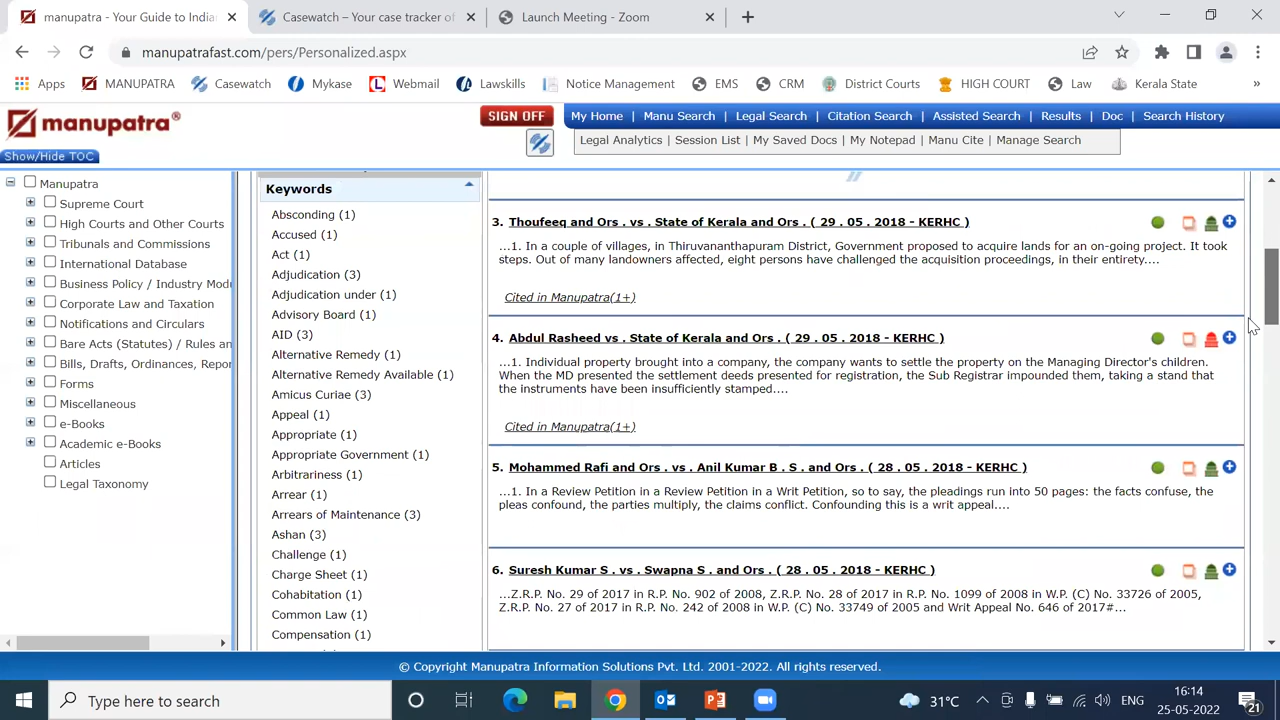 manupatra - Your Guide to India
Casewatch – Your case tracker of
Launch Meeting - Zoom
manupatrafast.com/pers/Personalized.aspx
Apps
MANUPATRA
Casewatch
Mykase
Webmail
Lawskills
Notice Management
EMS
CRM
District Courts
HIGH COURT
Law
Kerala State
»
manupatra®
SIGN OFF
My Home | Manu Search | Legal Search | Citation Search | Assisted Search | Results | Doc | Search History
Legal Analytics | Session List | My Saved Docs | My Notepad | Manu Cite | Manage Search
Show/Hide TOC
Manupatra
Supreme Court
High Courts and Other Courts
Tribunals and Commissions
International Database
Business Policy / Industry Modu
Corporate Law and Taxation
Notifications and Circulars
Bare Acts (Statutes) / Rules an
Bills, Drafts, Ordinances, Repor
Forms
Miscellaneous
e-Books
Academic e-Books
Articles
Legal Taxonomy
Keywords
Absconding (1)
Accused (1)
Act (1)
Adjudication (3)
Adjudication under (1)
Advisory Board (1)
AID (3)
Alternative Remedy (1)
Alternative Remedy Available (1)
Amicus Curiae (3)
Appeal (1)
Appropriate (1)
Appropriate Government (1)
Arbitrariness (1)
Arrear (1)
Arrears of Maintenance (3)
Ashan (3)
Challenge (1)
Charge Sheet (1)
Cohabitation (1)
Common Law (1)
Compensation (1)
3. Thoufeeq and Ors . vs . State of Kerala and Ors . ( 29 . 05 . 2018 - KERHC )
...1. In a couple of villages, in Thiruvananthapuram District, Government proposed to acquire lands for an on-going project. It took
steps. Out of many landowners affected, eight persons have challenged the acquisition proceedings, in their entirety....
Cited in Manupatra(1+)
4. Abdul Rasheed vs . State of Kerala and Ors . ( 29 . 05 . 2018 - KERHC )
...1. Individual property brought into a company, the company wants to settle the property on the Managing Director's children.
When the MD presented the settlement deeds presented for registration, the Sub Registrar impounded them, taking a stand that
the instruments have been insufficiently stamped....
Cited in Manupatra(1+)
5. Mohammed Rafi and Ors . vs . Anil Kumar B . S . and Ors . ( 28 . 05 . 2018 - KERHC )
...1. In a Review Petition in a Review Petition in a Writ Petition, so to say, the pleadings run into 50 pages: the facts confuse, the
pleas confound, the parties multiply, the claims conflict. Confounding this is a writ appeal....
6. Suresh Kumar S . vs . Swapna S . and Ors . ( 28 . 05 . 2018 - KERHC )
...Z.R.P. No. 29 of 2017 in R.P. No. 902 of 2008, Z.R.P. No. 28 of 2017 in R.P. No. 1099 of 2008 in W.P. (C) No. 33726 of 2005,
Z.R.P. No. 27 of 2017 in R.P. No. 242 of 2008 in W.P. (C) No. 33749 of 2005 and Writ Appeal No. 646 of 2017#...
© Copyright Manupatra Information Solutions Pvt. Ltd. 2001-2022. All rights reserved.
Type here to search
31°C
ENG
16:14
25-05-2022
21